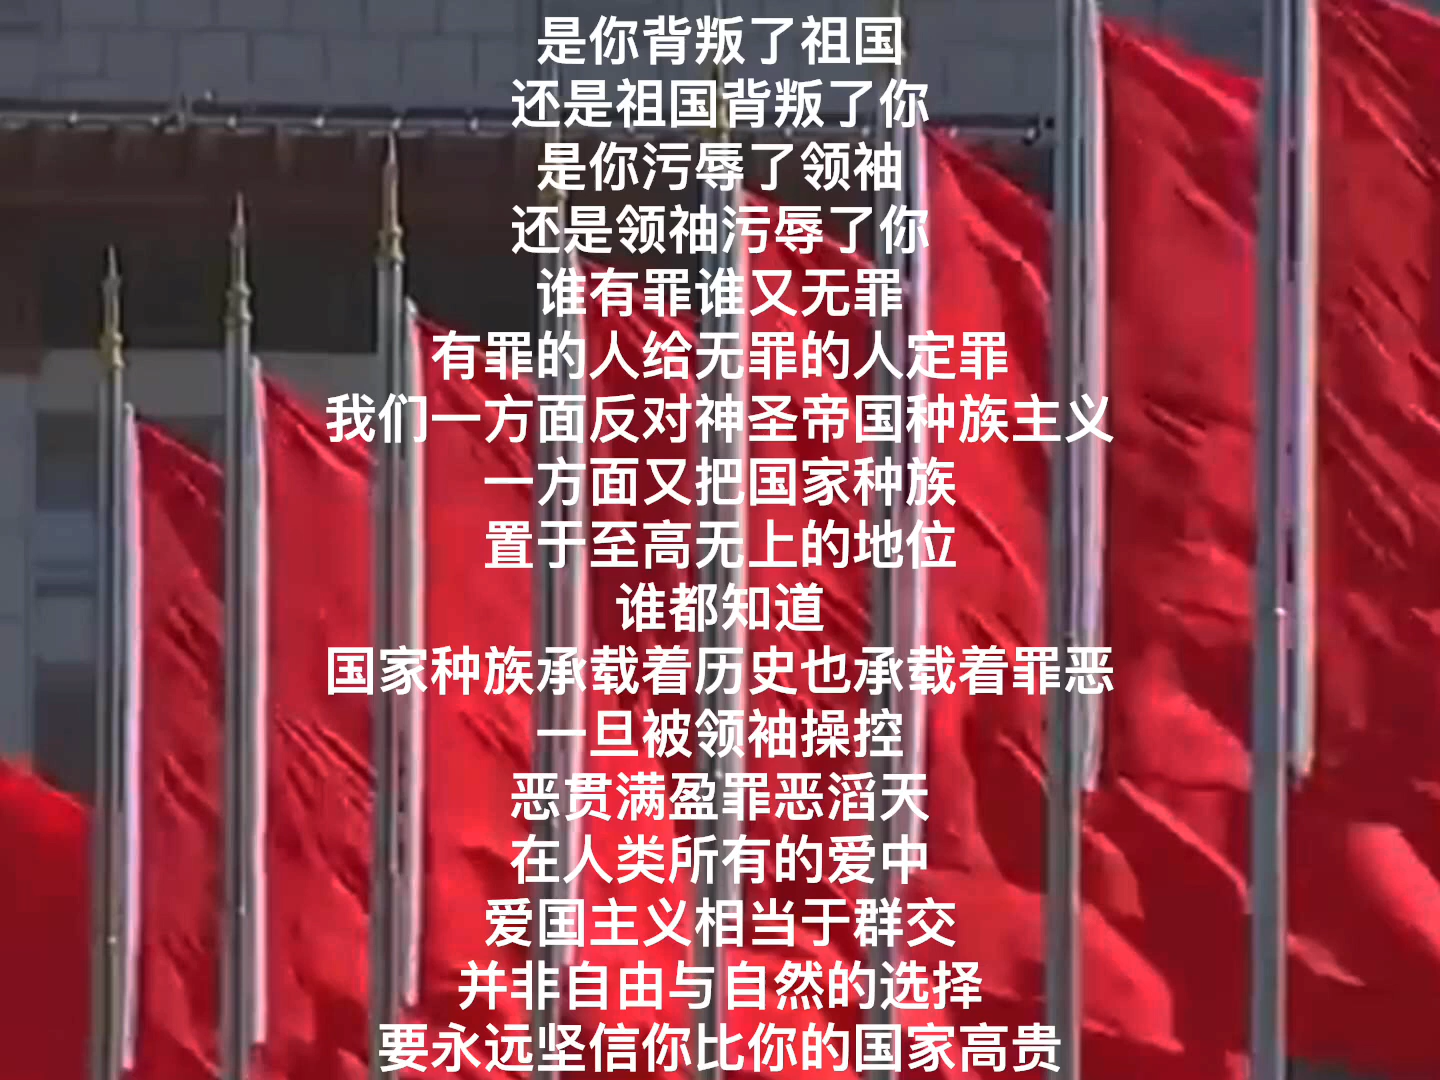 是你背叛了祖国
还是祖国背叛了你
是你污辱了领袖
还是领袖污辱了你
谁有罪谁又无罪
有罪的人给无罪的人定罪
我们一方面反对神圣帝国种族主义
一方面又把国家种族
置于至高无上的地位
谁都知道
国家种族承载着历史也承载着罪恶
一旦被领袖操控
恶贯满盈罪恶滔天
在人类所有的爱中
爱国主义相当于群交
并非自由与自然的选择
要永远坚信你比你的国家高贵